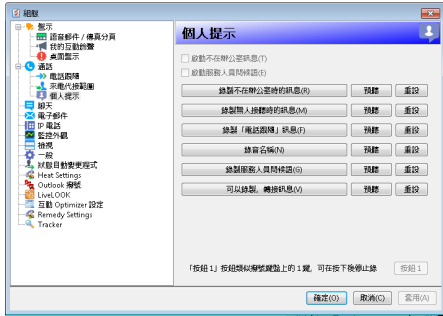 組態
警示
語音郵件 / 傳真分頁
我的互動鈴聲
桌面警示
通話
電話跟隨
來電代接範圍
個人提示
聊天
電子郵件
IP 電話
監控外觀
檢視
一般
狀態自動變更程式
Heat Settings
Outlook 撥號
LiveLOOK
互動 Optimizer 設定
Remedy Settings
Tracker
個人提示
啟動不在辦公室訊息(T)
啟動服務人員問候語(E)
錄製不在辦公室時的訊息(R) 預聽 重設
錄製無人接聽時的訊息(M) 預聽 重設
錄製「電話跟隨」訊息(F) 預聽 重設
錄音名稱(N) 預聽 重設
錄製服務人員問候語(G) 預聽 重設
可以錄製，轉接訊息(V) 預聽 重設
「按鈕 1」按鈕類似撥號鍵盤上的 1 鍵，可在按下後停止錄 按鈕 1
確定(O) 取消(C) 套用(A)